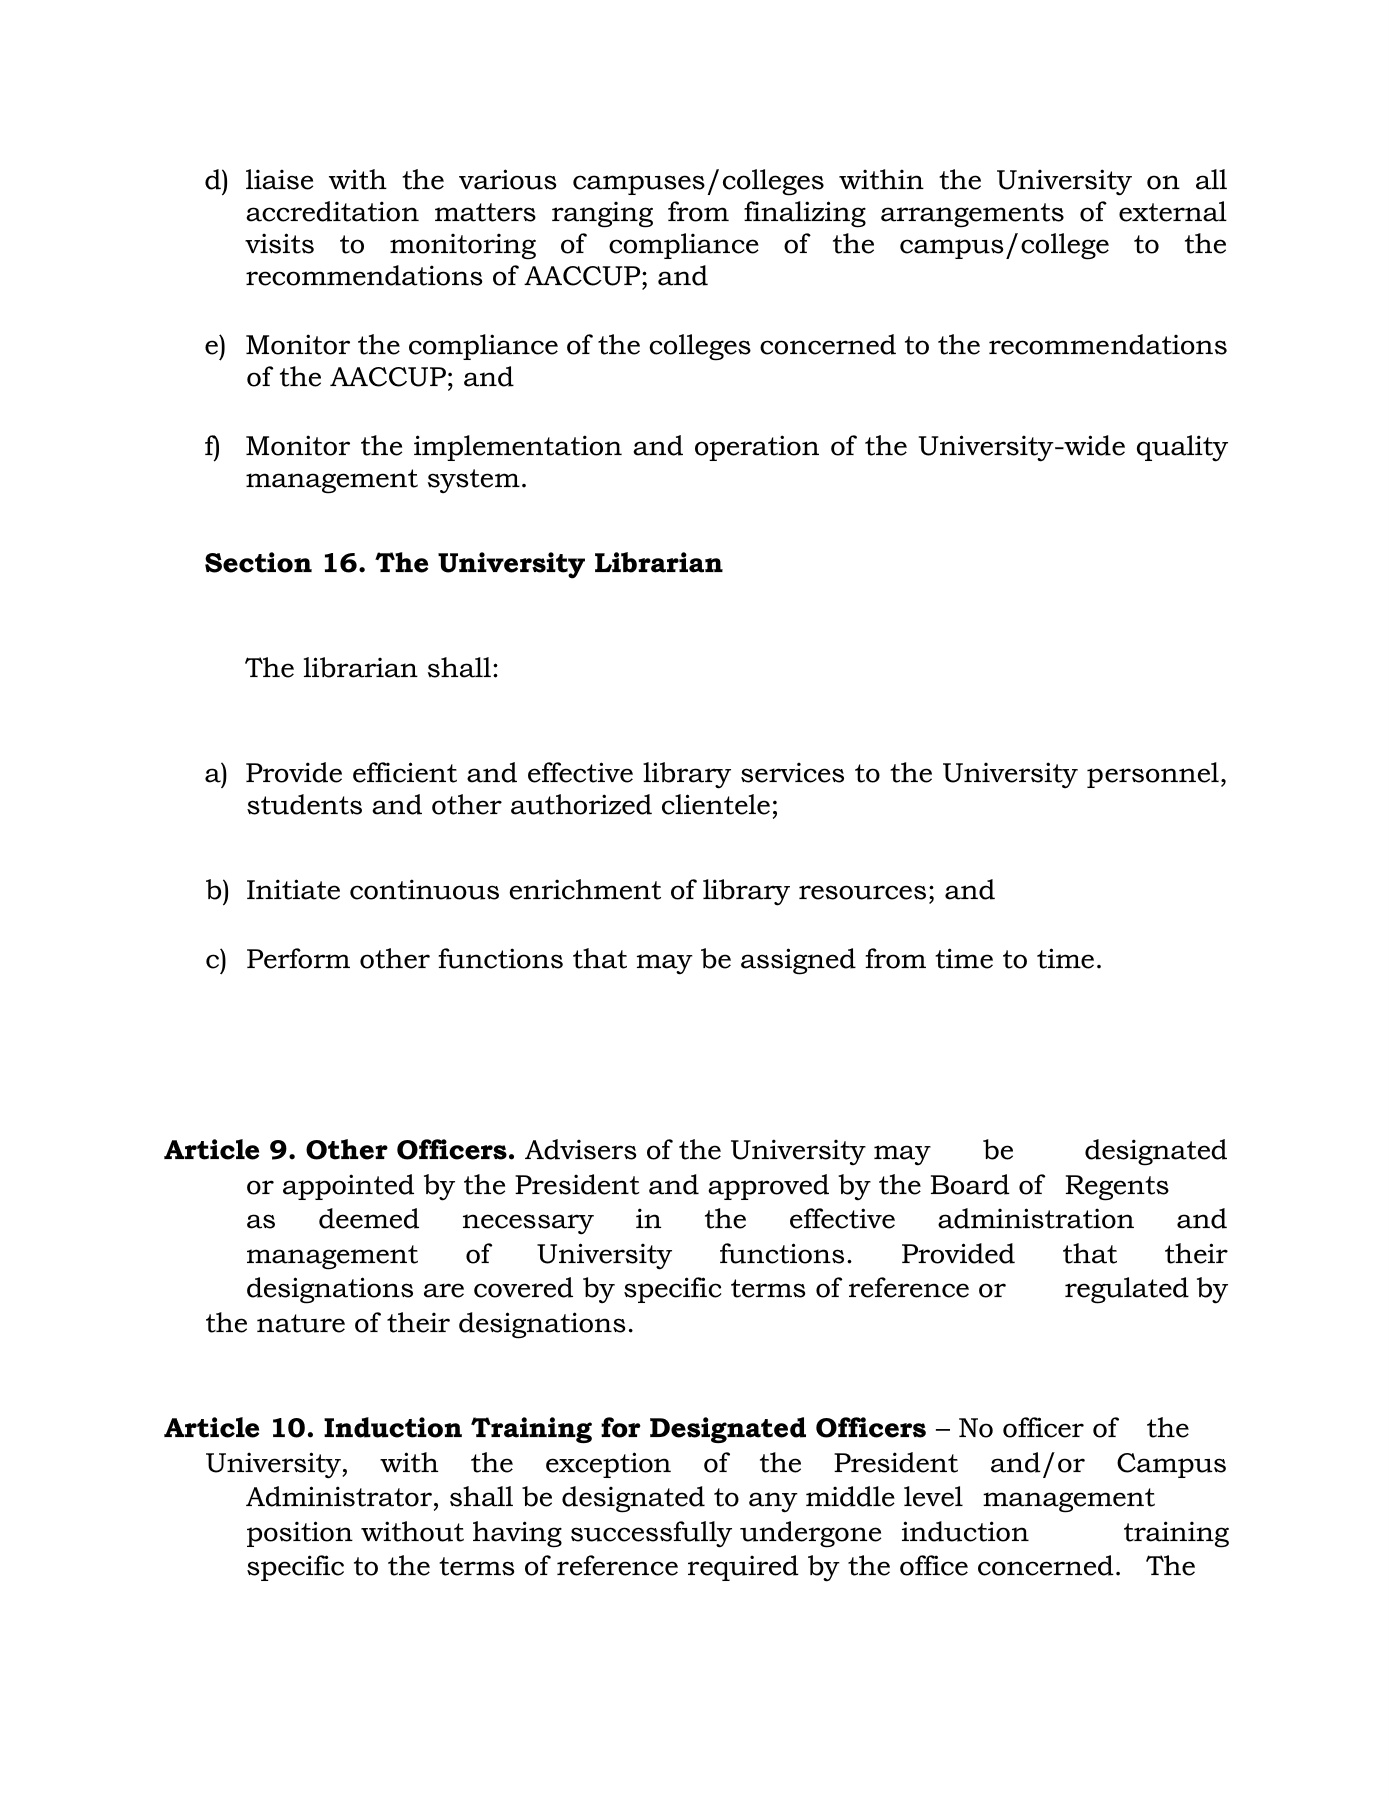 d) liaise with the various campuses/colleges within the University on all
accreditation matters ranging from finalizing arrangements of external
visits to monitoring of compliance of the campus/college to the
recommendations of AACCUP; and
e) Monitor the compliance of the colleges concerned to the recommendations
of the AACCUP; and
f) Monitor the implementation and operation of the University-wide quality
management system.
Section 16. The University Librarian
The librarian shall:
a) Provide efficient and effective library services to the University personnel,
students and other authorized clientele;
b) Initiate continuous enrichment of library resources; and
c) Perform other functions that may be assigned from time to time.
Article 9. Other Officers. Advisers of the University may be designated
or appointed by the President and approved by the Board of Regents
as deemed necessary in the effective administration and
management of University functions. Provided that their
designations are covered by specific terms of reference or regulated by
the nature of their designations.
Article 10. Induction Training for Designated Officers – No officer of the
University, with the exception of the President and/or Campus
Administrator, shall be designated to any middle level management
position without having successfully undergone induction training
specific to the terms of reference required by the office concerned. The